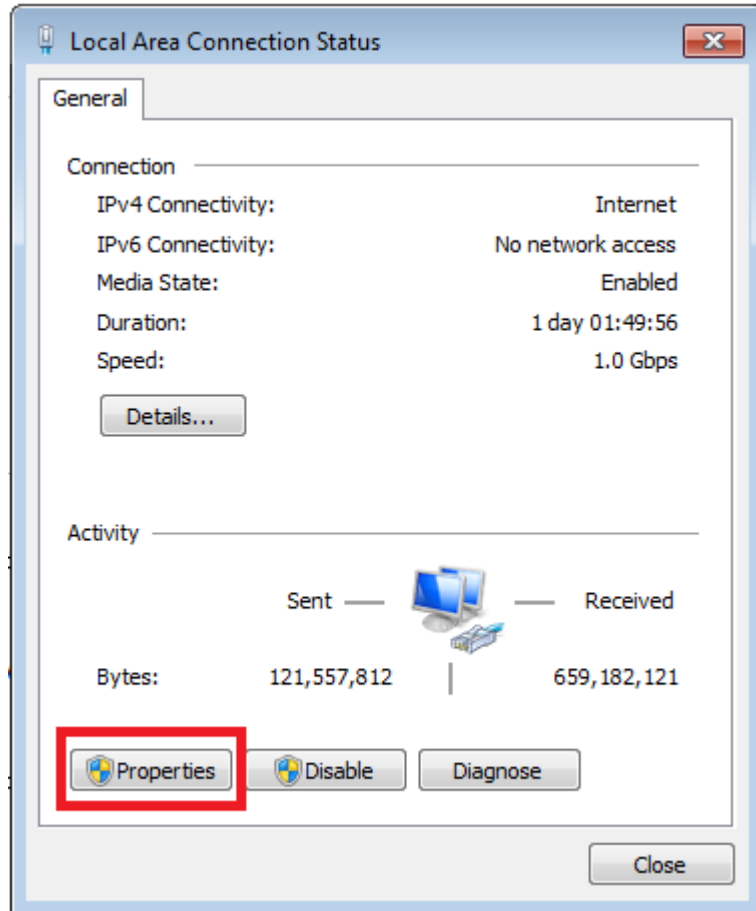 Local Area Connection Status
General
Connection
IPv4 Connectivity: Internet
IPv6 Connectivity: No network access
Media State: Enabled
Duration: 1 day 01:49:56
Speed: 1.0 Gbps
Details...
Activity
Sent Received
Bytes: 121,557,812 659,182,121
Properties Disable Diagnose
Close